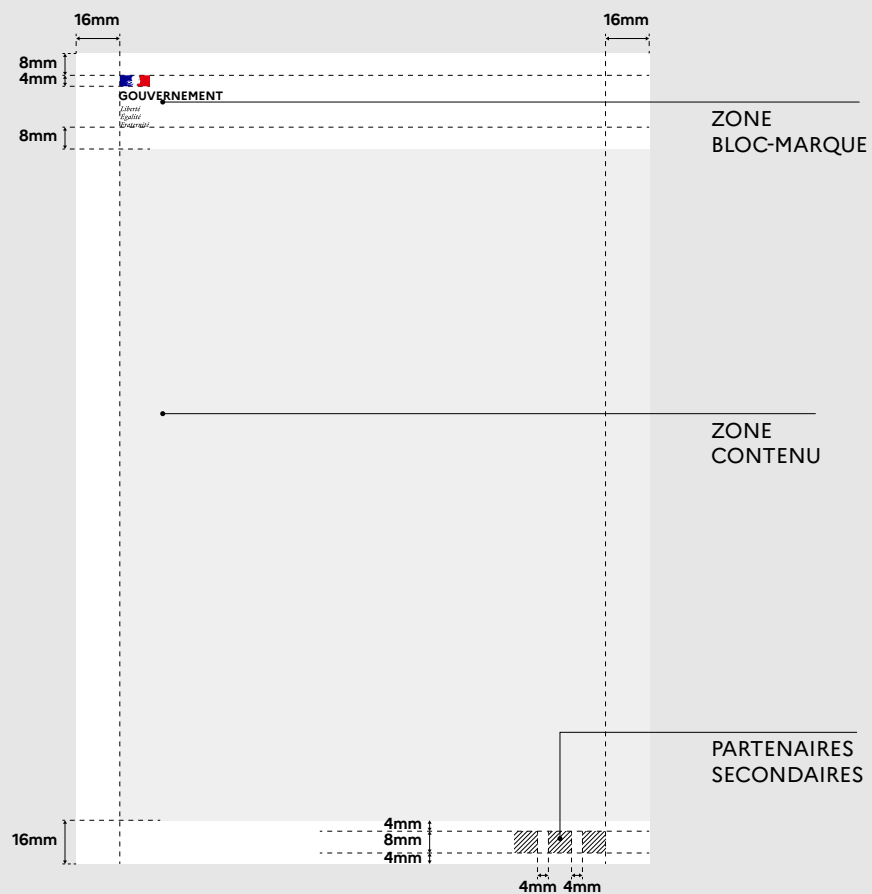 16mm
16mm
8mm
4mm
GOUVERNEMENT
Liberté
Égalité
Fraternité
8mm
ZONE
BLOC-MARQUE
ZONE
CONTENU
PARTENAIRES
SECONDAIRES
16mm
4mm
8mm
4mm
4mm
4mm